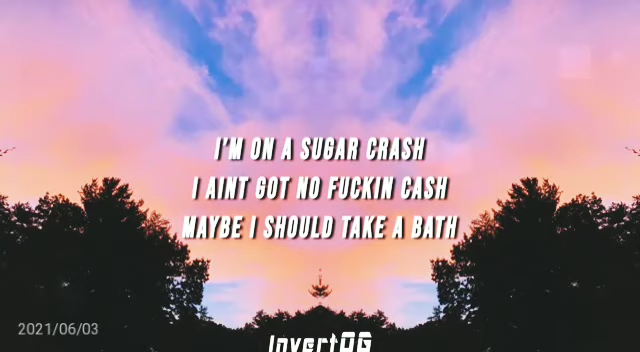 I'M ON A SUGAR CRASH
I AINT GOT NO FUCKIN CASH
MAYBE I SHOULD TAKE A BATH
2021/06/03
InvertOG